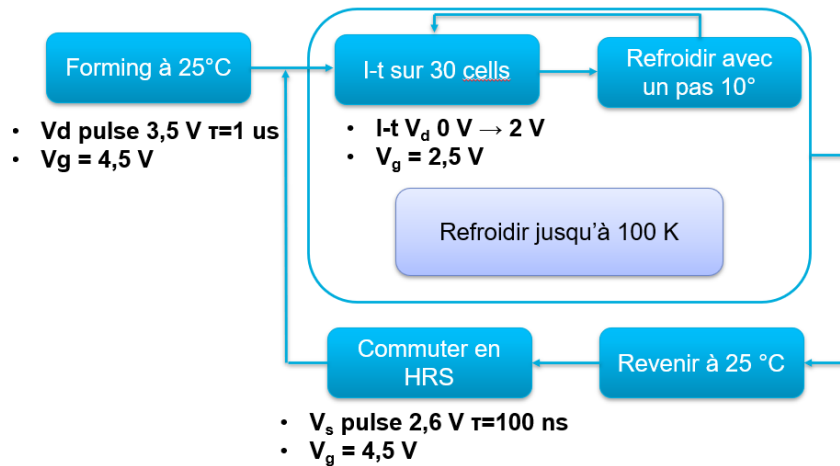 Forming à 25°C
• Vd pulse 3,5 V τ=1 us
• Vg = 4,5 V
I-t sur 30 cells
• I-t Vd 0 V → 2 V
• Vg = 2,5 V
Refroidir avec
un pas 10°
Refroidir jusqu'à 100 K
Revenir à 25 °C
Commuter en
HRS
• Vs pulse 2,6 V τ=100 ns
• Vg = 4,5 V